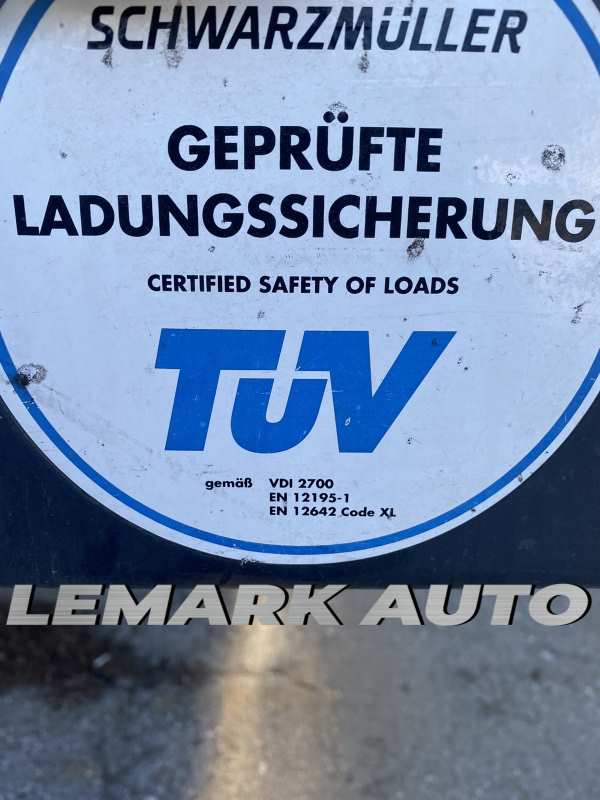 SCHWARZMÜLLER
GEPRÜFTE
LADUNGSSICHERUNG
CERTIFIED SAFETY OF LOADS
TÜV
gemäß VDI 2700
EN 12195-1
EN 12642 Code XL
LEMARK AUTO